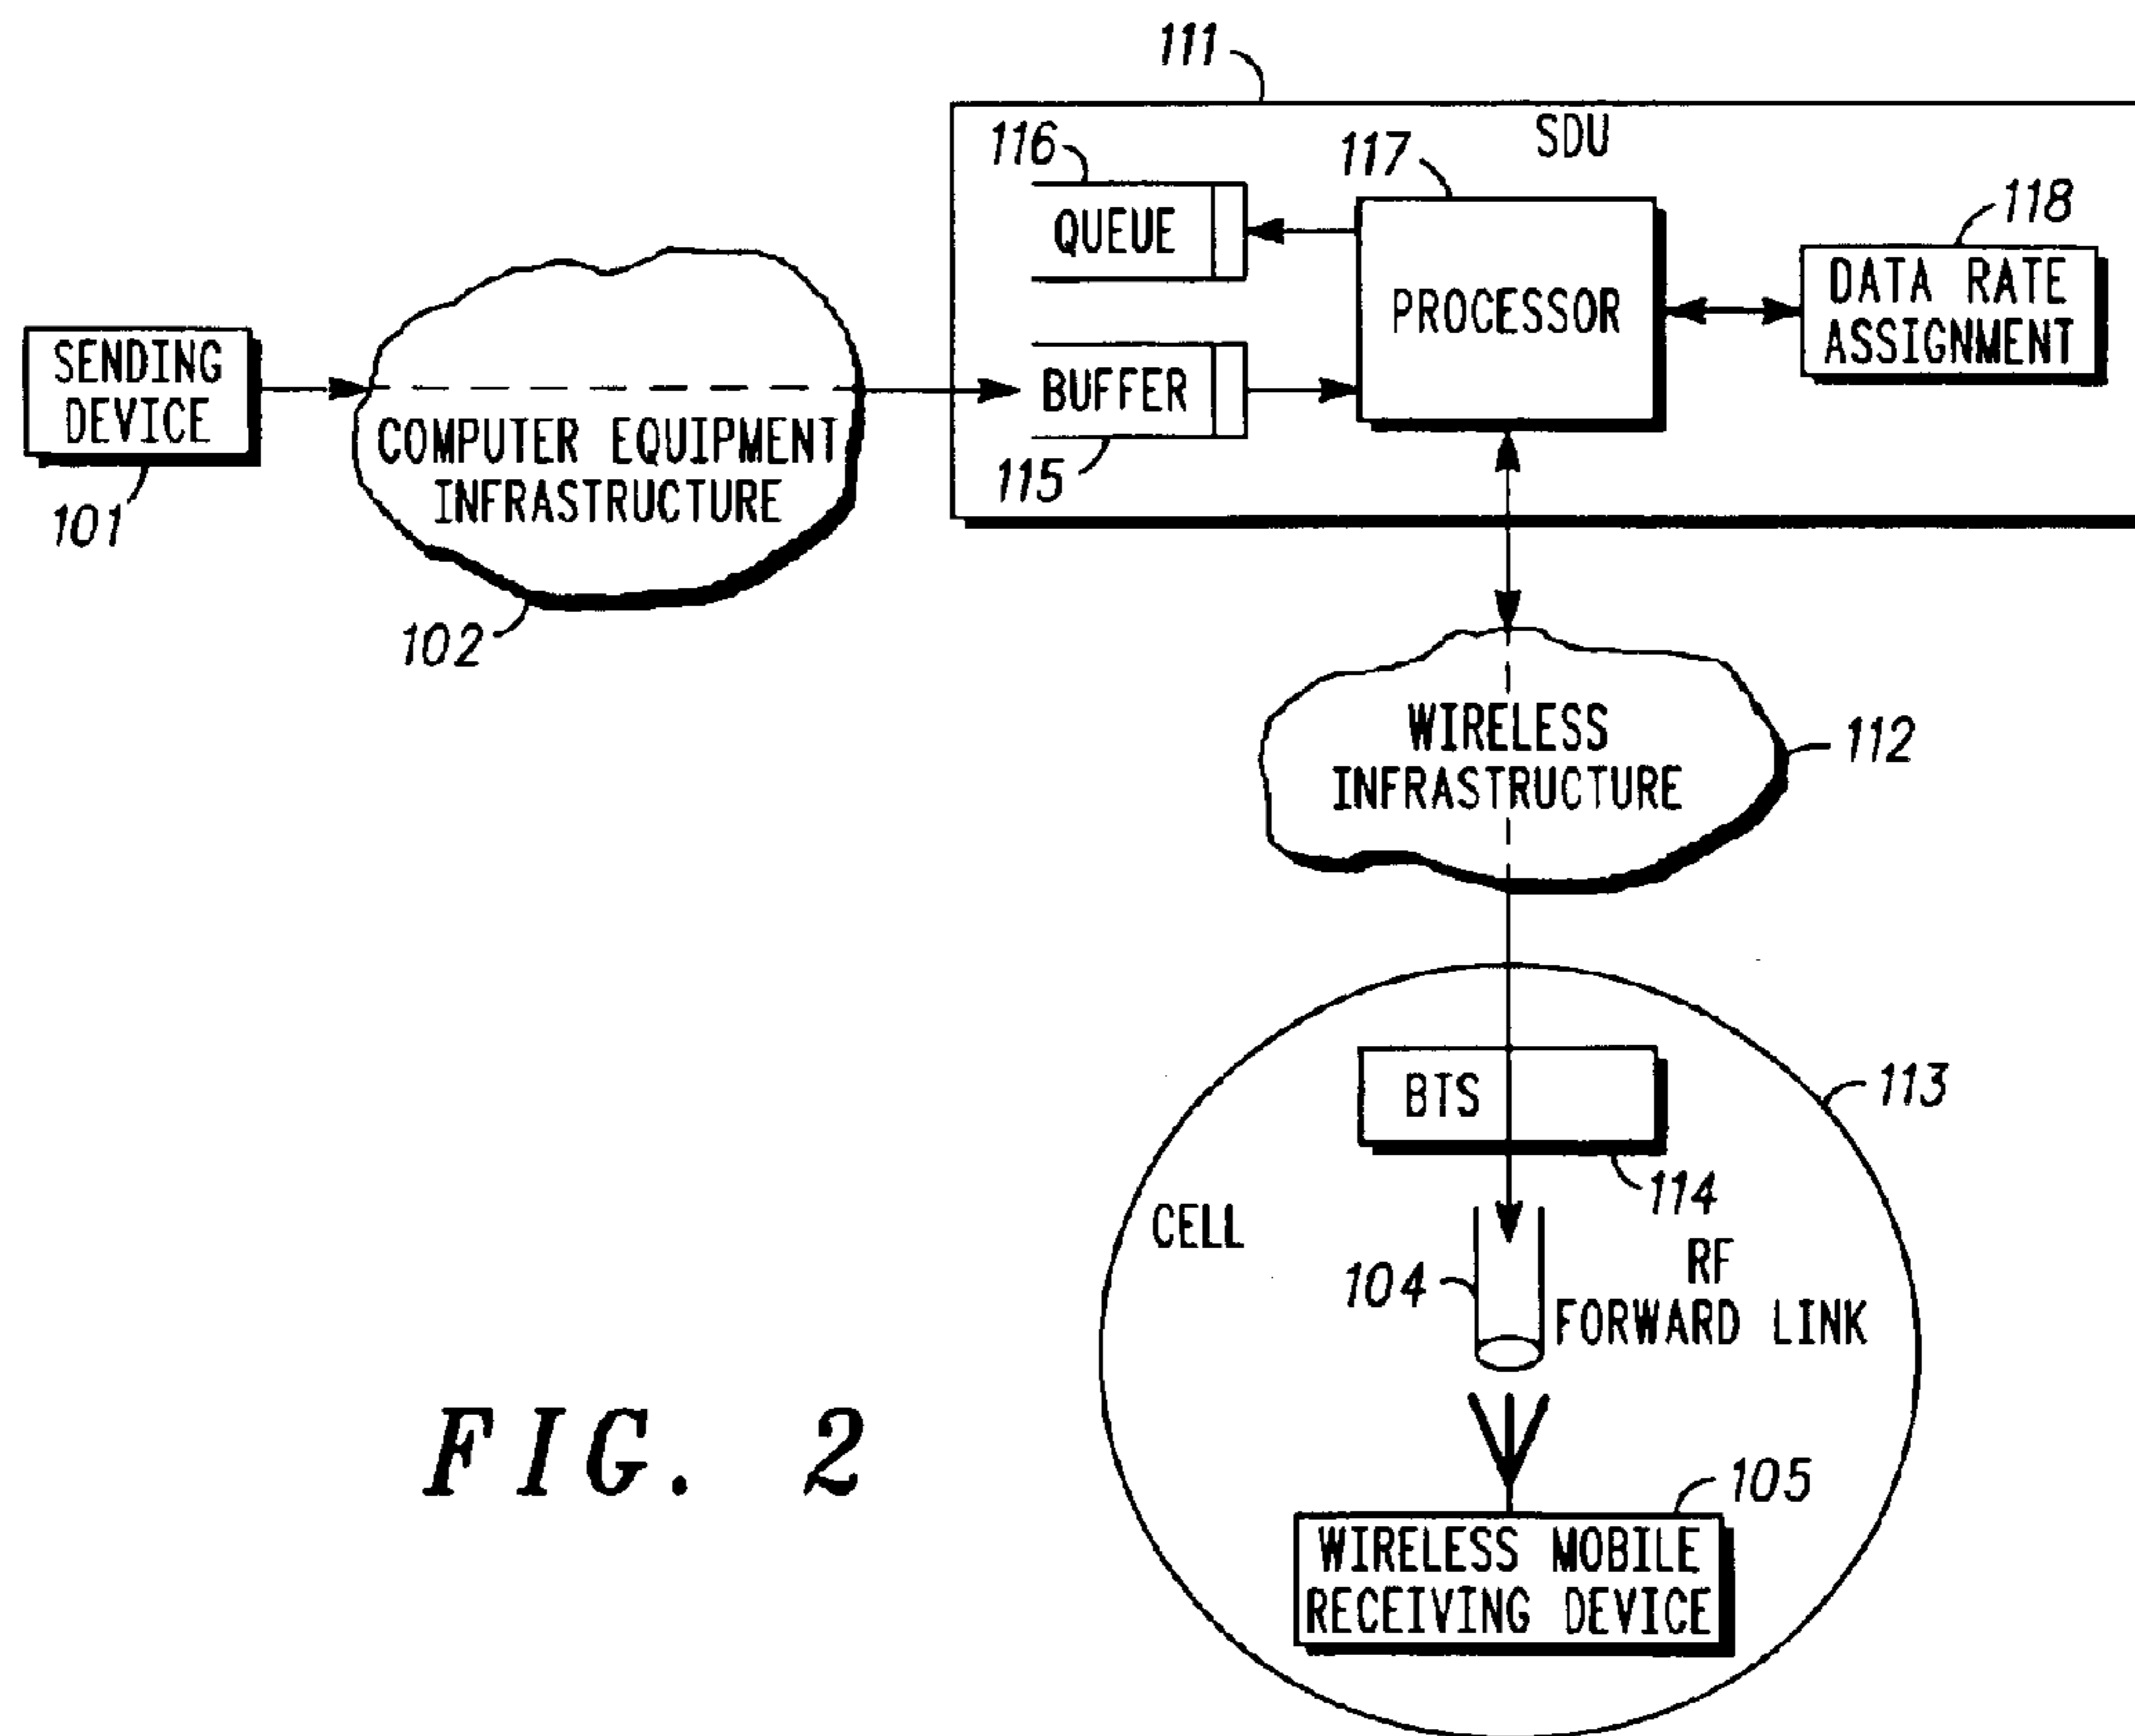 111
SDU
116
117
118
QUEUE
PROCESSOR
DATA RATE
ASSIGNMENT
SENDING
DEVICE
101
COMPUTER EQUIPMENT
INFRASTRUCTURE
102
BUFFER
115
WIRELESS
INFRASTRUCTURE
112
113
BTS
114
CELL
104
RF
FORWARD LINK
105
WIRELESS MOBILE
RECEIVING DEVICE
FIG. 2